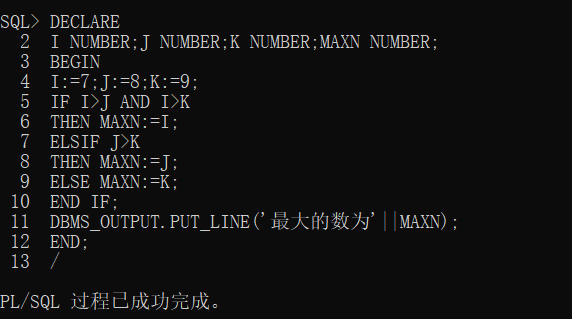 SQL> DECLARE
2 I NUMBER;J NUMBER;K NUMBER;MAXN NUMBER;
3 BEGIN
4 I:=7;J:=8;K:=9;
5 IF I>J AND I>K
6 THEN MAXN:=I;
7 ELSIF J>K
8 THEN MAXN:=J;
9 ELSE MAXN:=K;
10 END IF;
11 DBMS_OUTPUT.PUT_LINE('最大的数为'||MAXN);
12 END;
13 /
PL/SQL 过程已成功完成。